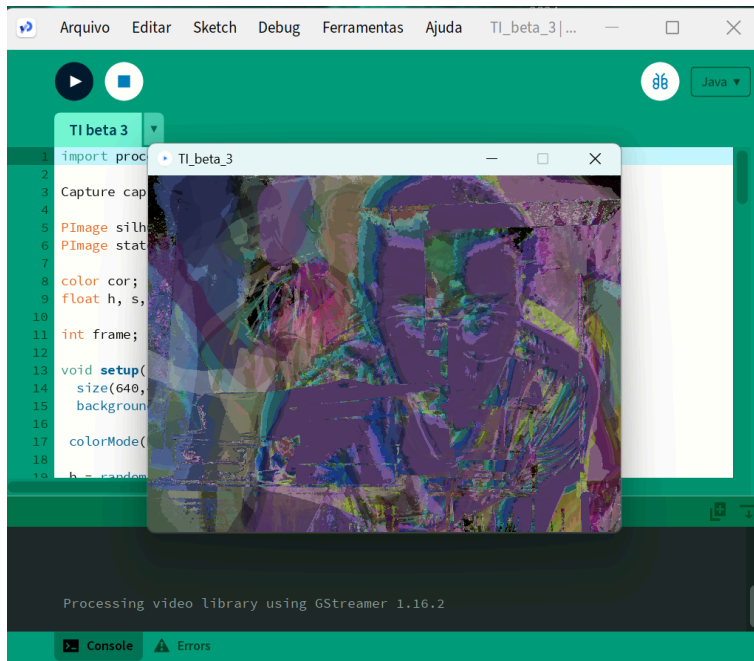 Arquivo Editar Sketch Debug Ferramentas Ajuda TI_beta_3 | ...
Java
TI beta 3
TI_beta_3
1 import proc
2
3 Capture cap
4
5 PImage silh
6 PImage stat
7
8 color cor;
9 float h, s,
10
11 int frame;
12
13 void setup(
14 size(640,
15 backgroun
16
17 colorMode(
18
19 h = random
Processing video library using GStreamer 1.16.2
Console Errors